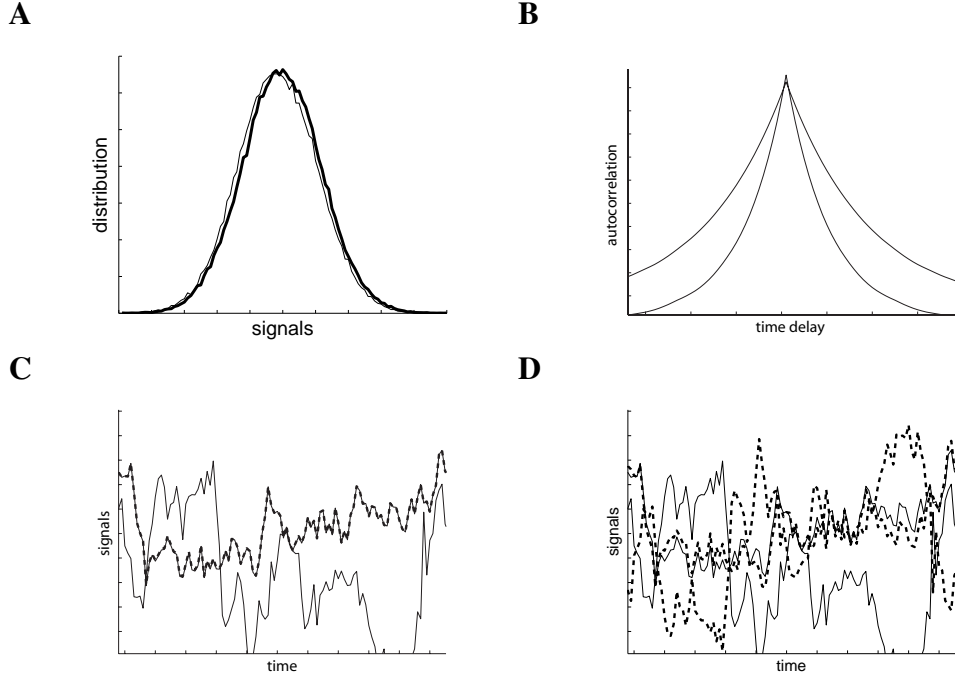 A
distribution
signals
B
autocorrelation
time delay
C
signals
time
D
signals
time